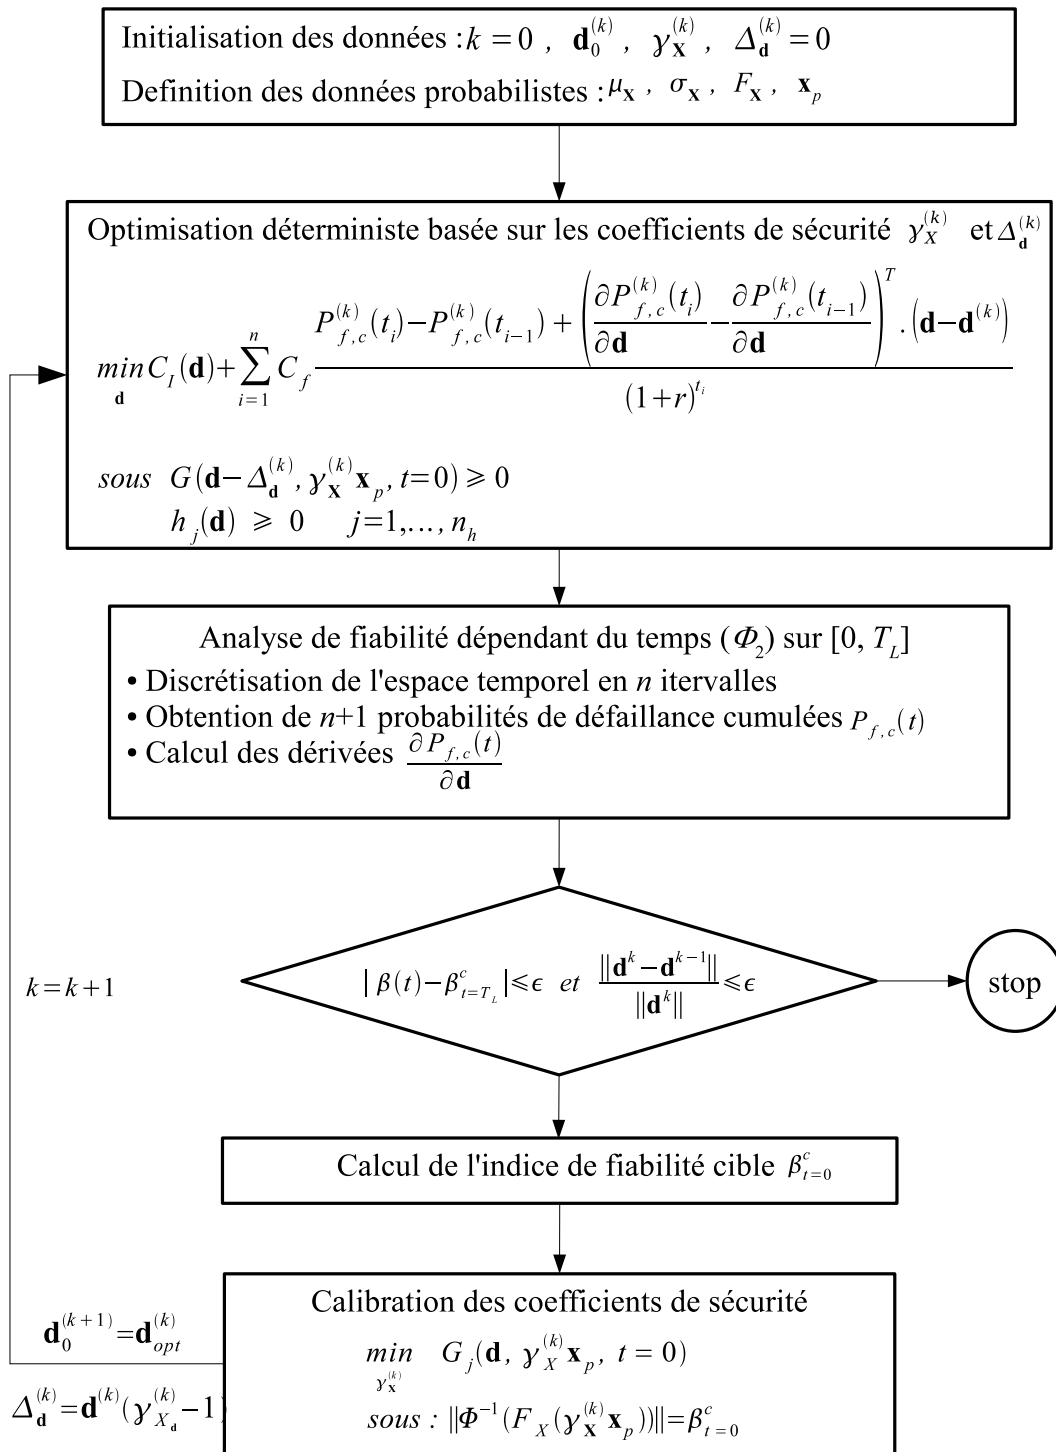 Initialisation des données : k = 0 , d_0^(k) , γ_X^(k) , Δ_d^(k) = 0
Definition des données probabilistes : μ_X , σ_X , F_X , x_p
Optimisation déterministe basée sur les coefficients de sécurité γ_X^(k) et Δ_d^(k)
min_d C_I(d) + ∑_{i=1}^{n} C_f (P_{f,c}^(k)(t_i) − P_{f,c}^(k)(t_{i−1}) + (∂P_{f,c}^(k)(t_i)/∂d − ∂P_{f,c}^(k)(t_{i−1})/∂d)^T . (d−d^(k))) / (1+r)^{t_i}
sous G(d−Δ_d^(k), γ_X^(k) x_p, t=0) ⩾ 0
h_j(d) ⩾ 0 j=1,..., n_h
Analyse de fiabilité dépendant du temps (Φ_2) sur [0, T_L]
• Discrétisation de l'espace temporel en n itervalles
• Obtention de n+1 probabilités de défaillance cumulées P_{f,c}(t)
• Calcul des dérivées ∂P_{f,c}(t)/∂d
|β(t)−β_{t=T_L}^c|⩽ϵ et ||d^k−d^{k−1}||/||d^k|| ⩽ϵ
stop
k=k+1
Calcul de l'indice de fiabilité cible β_{t=0}^c
Calibration des coefficients de sécurité
min_{γ_X^(k)} G_j(d, γ_X^(k) x_p, t = 0)
sous : ||Φ^{−1}(F_X(γ_X^(k) x_p))||=β_{t=0}^c
d_0^(k+1)=d_opt^(k)
Δ_d^(k)=d^(k)(γ_{X_d}^(k)−1)